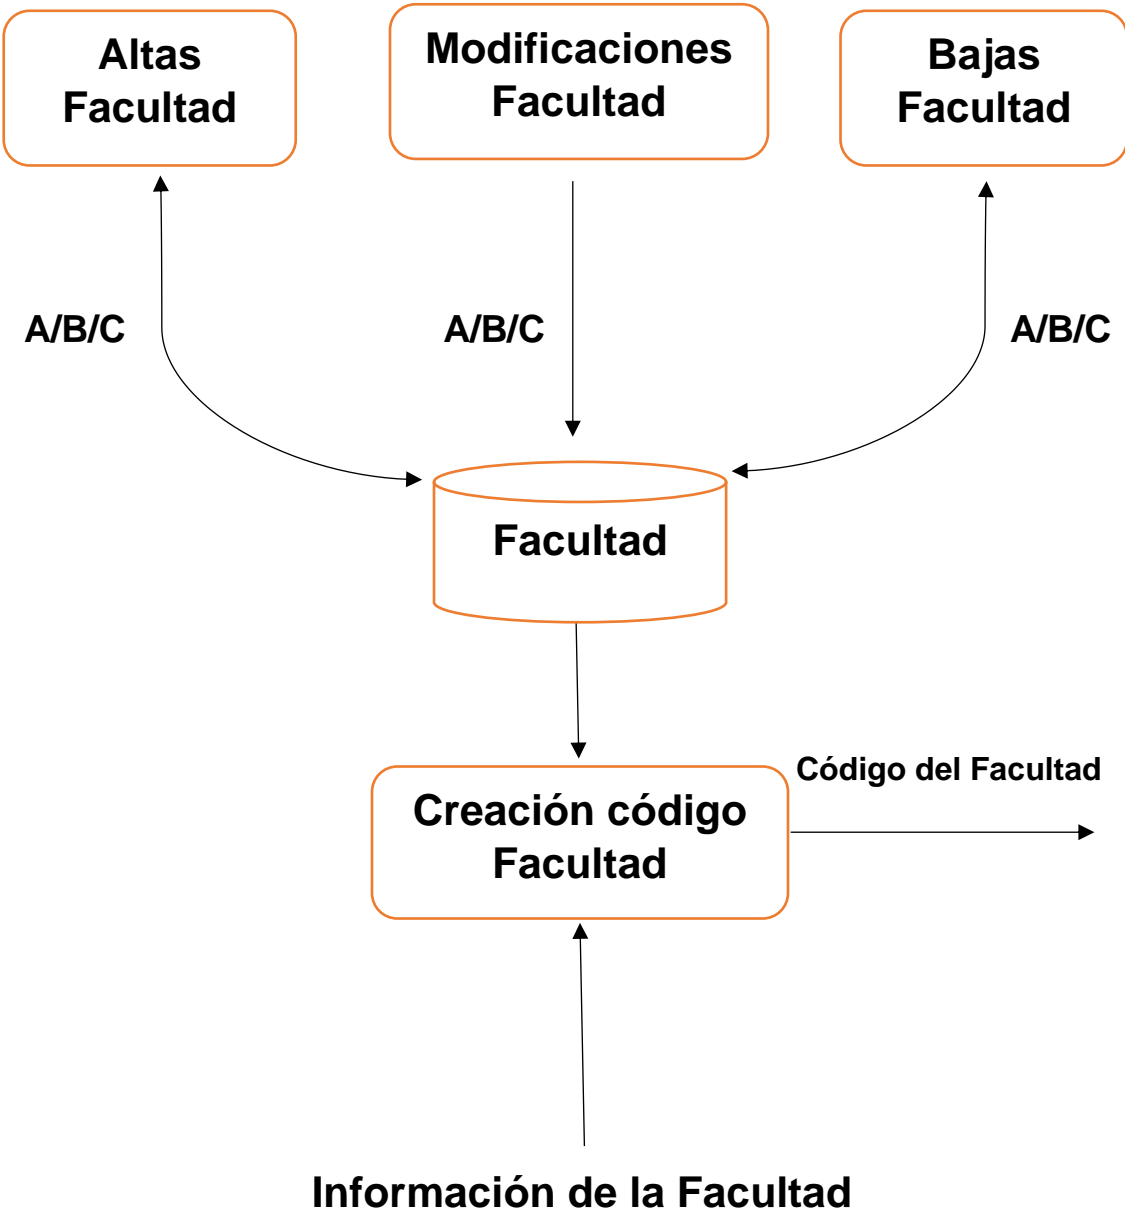 Altas
Facultad
Modificaciones
Facultad
Bajas
Facultad
A/B/C
A/B/C
A/B/C
Facultad
Creación código
Facultad
Código del Facultad
Información de la Facultad